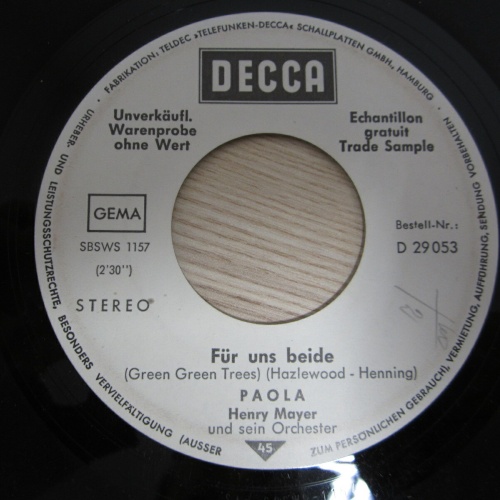 FABRIKATION: TELDEC »TELEFUNKEN-DECCA« SCHALLPLATTEN GMBH, HAMBURG
DECCA
Unverkäufl.
Warenprobe
ohne Wert
Echantillon
gratuit
Trade Sample
GEMA
SBSWS 1157
(2'30'')
STEREO
Bestell-Nr.:
D 29 053
Für uns beide
(Green Green Trees) (Hazlewood - Henning)
PAOLA
Henry Mayer
und sein Orchester
45
URHEBER- UND LEISTUNGSSCHUTZRECHTE, BESONDERS VERVIELFÄLTIGUNG (AUSSER ZUM PERSÖNLICHEN GEBRAUCH), VERMIETUNG, AUFFÜHRUNG, SENDUNG VORBEHALTEN